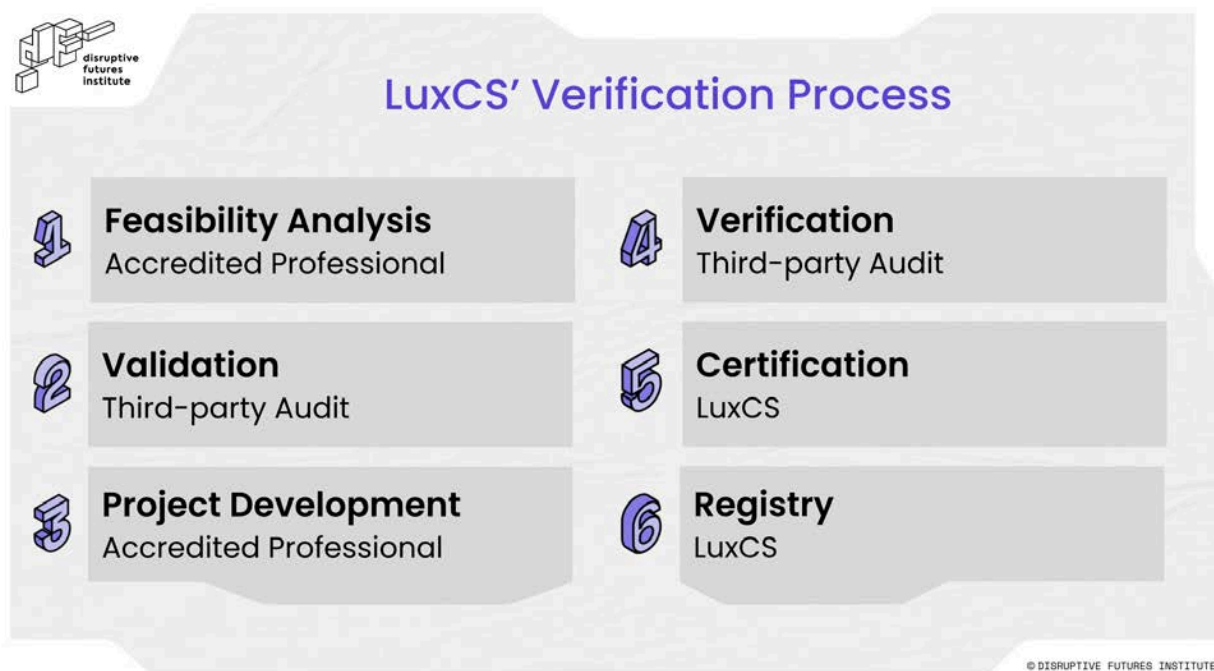 disruptive
futures
institute
LuxCS’ Verification Process
1
Feasibility Analysis
Accredited Professional
2
Validation
Third-party Audit
3
Project Development
Accredited Professional
4
Verification
Third-party Audit
5
Certification
LuxCS
6
Registry
LuxCS
© DISRUPTIVE FUTURES INSTITUTE